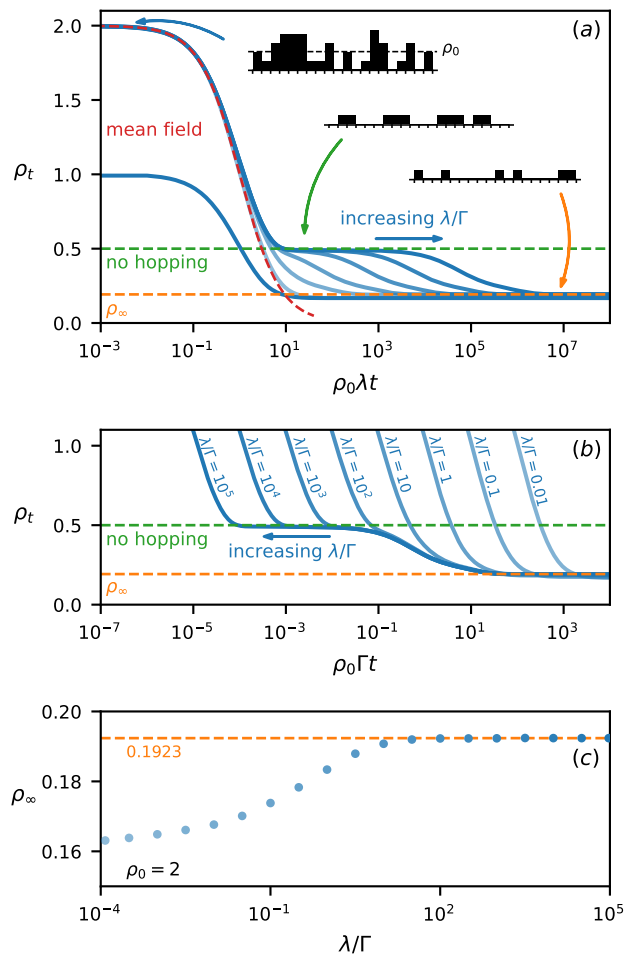 (a)
ρ₀
2.0
1.5
1.0
0.5
0.0
ρₜ
mean field
increasing λ/Γ
no hopping
ρ∞
10⁻³ 10⁻¹ 10¹ 10³ 10⁵ 10⁷
ρ₀λt
(b)
1.0
0.5
0.0
ρₜ
λ/Γ = 10⁵
λ/Γ = 10⁴
λ/Γ = 10³
λ/Γ = 10²
λ/Γ = 10
λ/Γ = 1
λ/Γ = 0.1
λ/Γ = 0.01
no hopping
increasing λ/Γ
ρ∞
10⁻⁷ 10⁻⁵ 10⁻³ 10⁻¹ 10¹ 10³
ρ₀Γt
0.20
0.18
0.16
ρ∞
0.1923
(c)
ρ₀ = 2
10⁻⁴ 10⁻¹ 10² 10⁵
λ/Γ